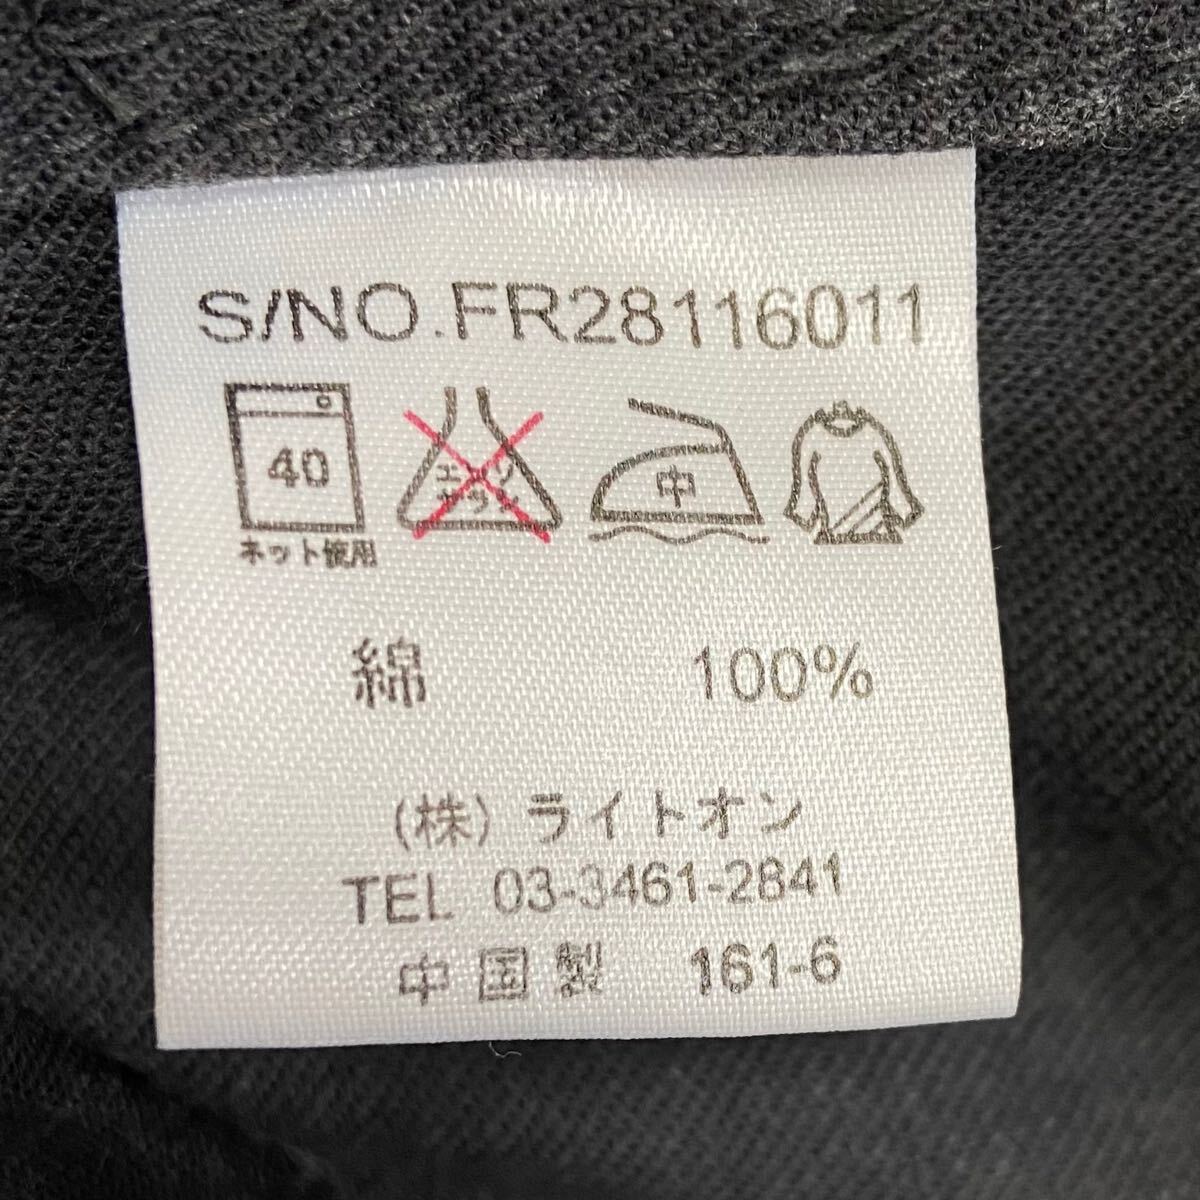 S/NO.FR28116011
40 エンソ サラシ 中
ネット使用
綿 100%
(株) ライトオン
TEL 03-3461-2841
中国製 161-6